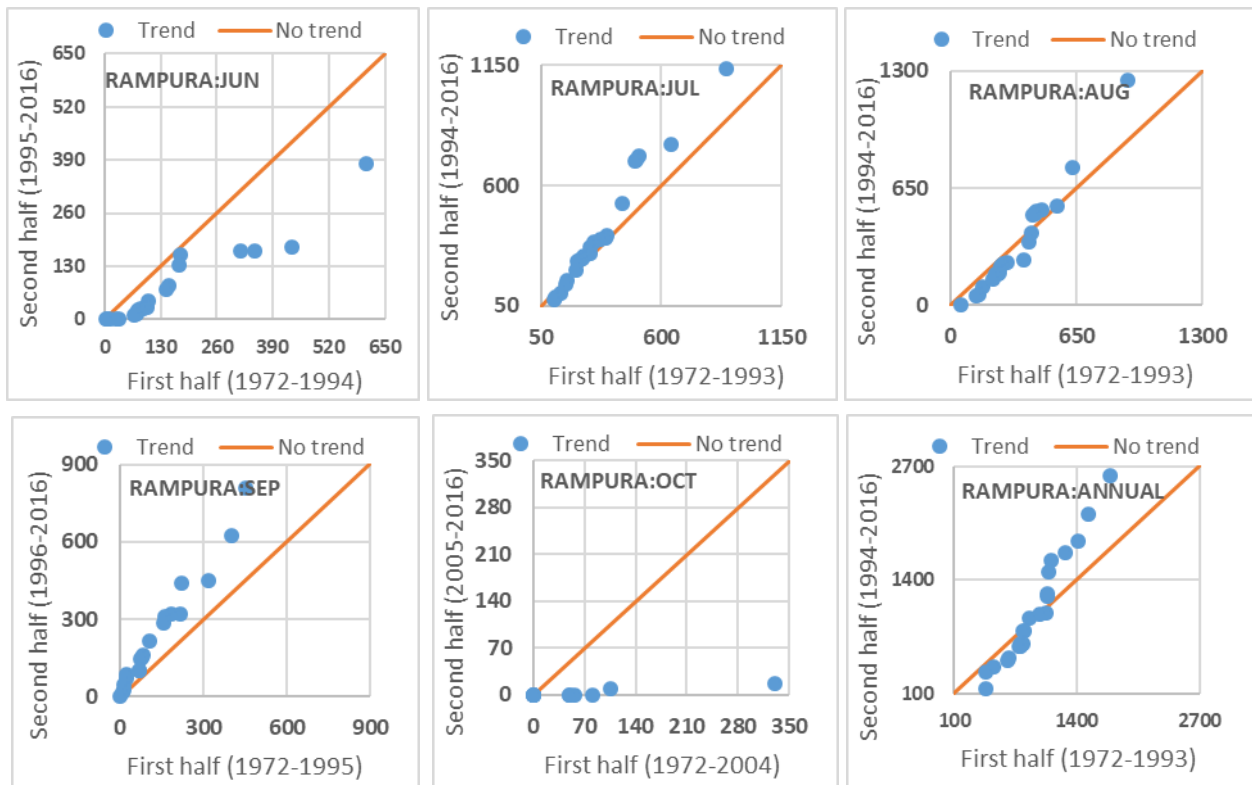 Trend No trend
Second half (1995-2016)
650
520
390
260
130
0
RAMPURA:JUN
0 130 260 390 520 650
First half (1972-1994)
Trend No trend
Second half (1994-2016)
1150
600
50
RAMPURA:JUL
50 600 1150
First half (1972-1993)
Trend No trend
Second half (1994-2016)
1300
650
0
RAMPURA:AUG
0 650 1300
First half (1972-1993)
Trend No trend
Second half (1996-2016)
900
600
300
0
RAMPURA:SEP
0 300 600 900
First half (1972-1995)
Trend No trend
Second half (2005-2016)
350
280
210
140
70
0
RAMPURA:OCT
0 70 140 210 280 350
First half (1972-2004)
Trend No trend
Second half (1994-2016)
2700
1400
100
RAMPURA:ANNUAL
100 1400 2700
First half (1972-1993)